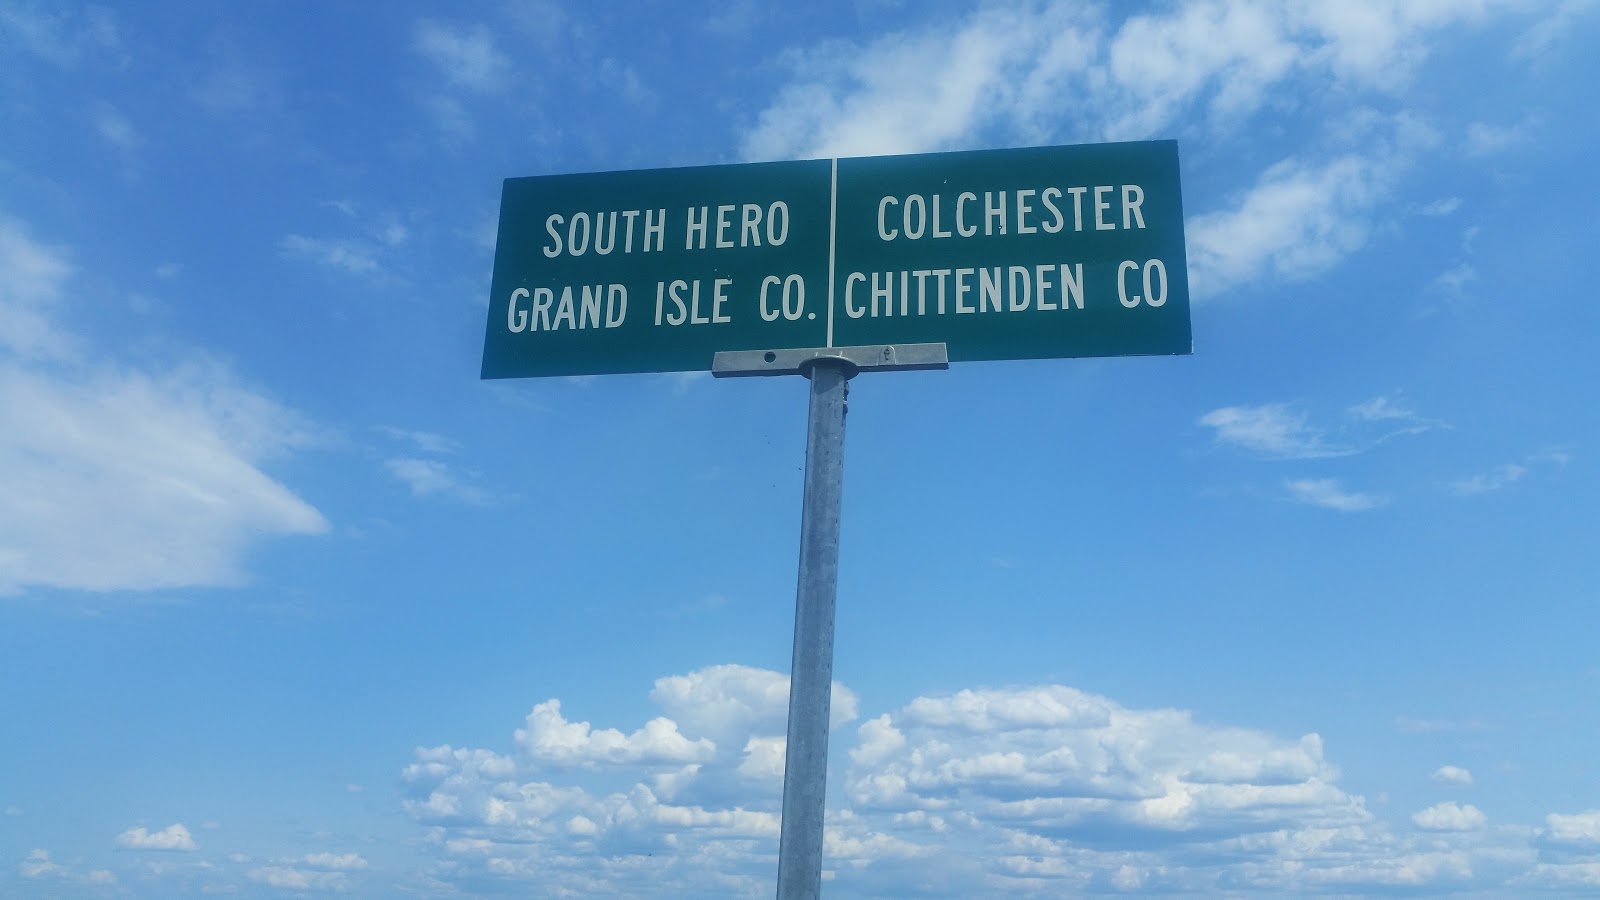 SOUTH HERO
GRAND ISLE CO.
COLCHESTER
CHITTENDEN CO